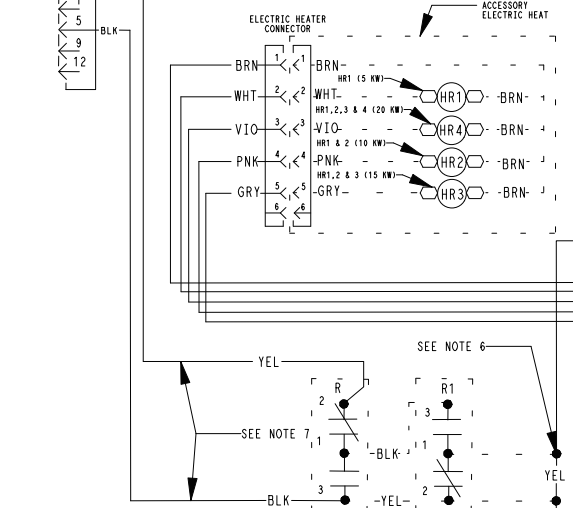 ACCESSORY
ELECTRIC HEAT
5
BLK
9
12
ELECTRIC HEATER
CONNECTOR
BRN 1 1 BRN
HR1 (5 KW)
WHT 2 2 WHT HR1 BRN
HR1,2,3 & 4 (20 KW)
VIO 3 3 VIO HR4 BRN
HR1 & 2 (10 KW)
PNK 4 4 PNK HR2 BRN
HR1,2 & 3 (15 KW)
GRY 5 5 GRY HR3 BRN
6 6
SEE NOTE 6
YEL
R R1
2 3
SEE NOTE 7
1 1
BLK
YEL
3 2
BLK YEL